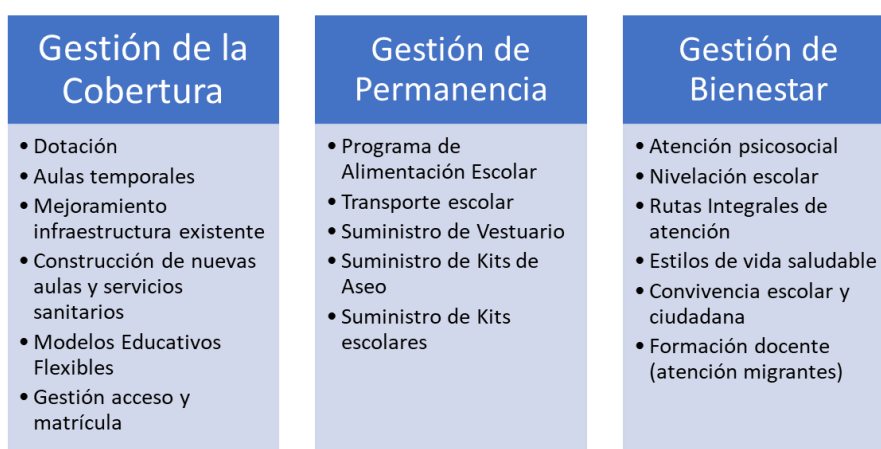 Gestión de la
Cobertura
• Dotación
• Aulas temporales
• Mejoramiento
infraestructura existente
• Construcción de nuevas
aulas y servicios
sanitarios
• Modelos Educativos
Flexibles
• Gestión acceso y
matrícula
Gestión de
Permanencia
• Programa de
Alimentación Escolar
• Transporte escolar
• Suministro de Vestuario
• Suministro de Kits de
Aseo
• Suministro de Kits
escolares
Gestión de
Bienestar
• Atención psicosocial
• Nivelación escolar
• Rutas Integrales de
atención
• Estilos de vida saludable
• Convivencia escolar y
ciudadana
• Formación docente
(atención migrantes)